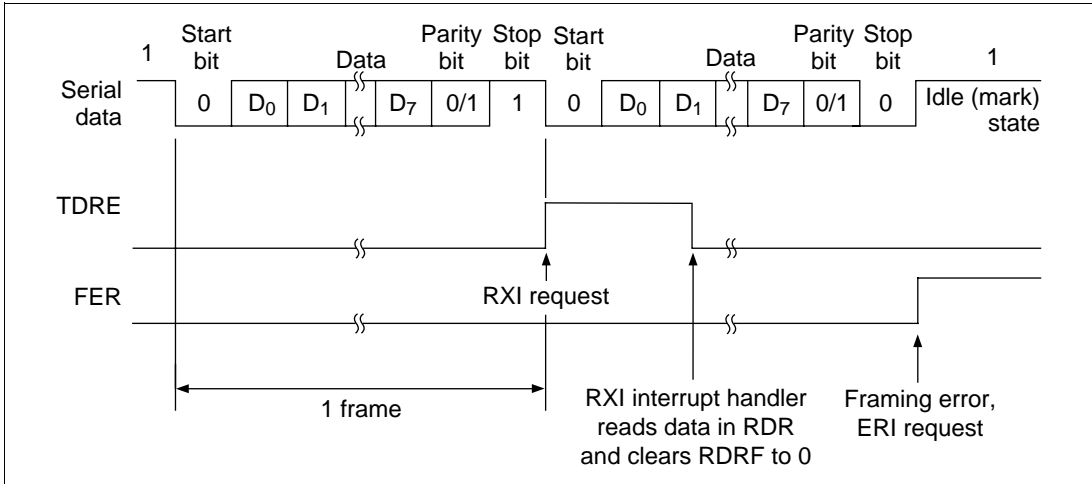 1 Start bit Data Parity bit Stop bit Start bit Data Parity bit Stop bit 1
Serial data 0 D0 D1 D7 0/1 1 0 D0 D1 D7 0/1 0 Idle (mark) state
TDRE
RXI request
FER
1 frame
RXI interrupt handler
reads data in RDR
and clears RDRF to 0
Framing error,
ERI request